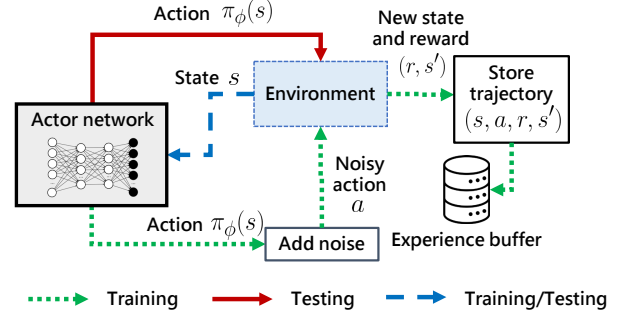 Action π_ϕ(s)
New state
and reward
(r, s′)
State s
Environment
Store
trajectory
(s, a, r, s′)
Actor network
Noisy
action
a
Action π_ϕ(s)
Add noise
Experience buffer
Training
Testing
Training/Testing